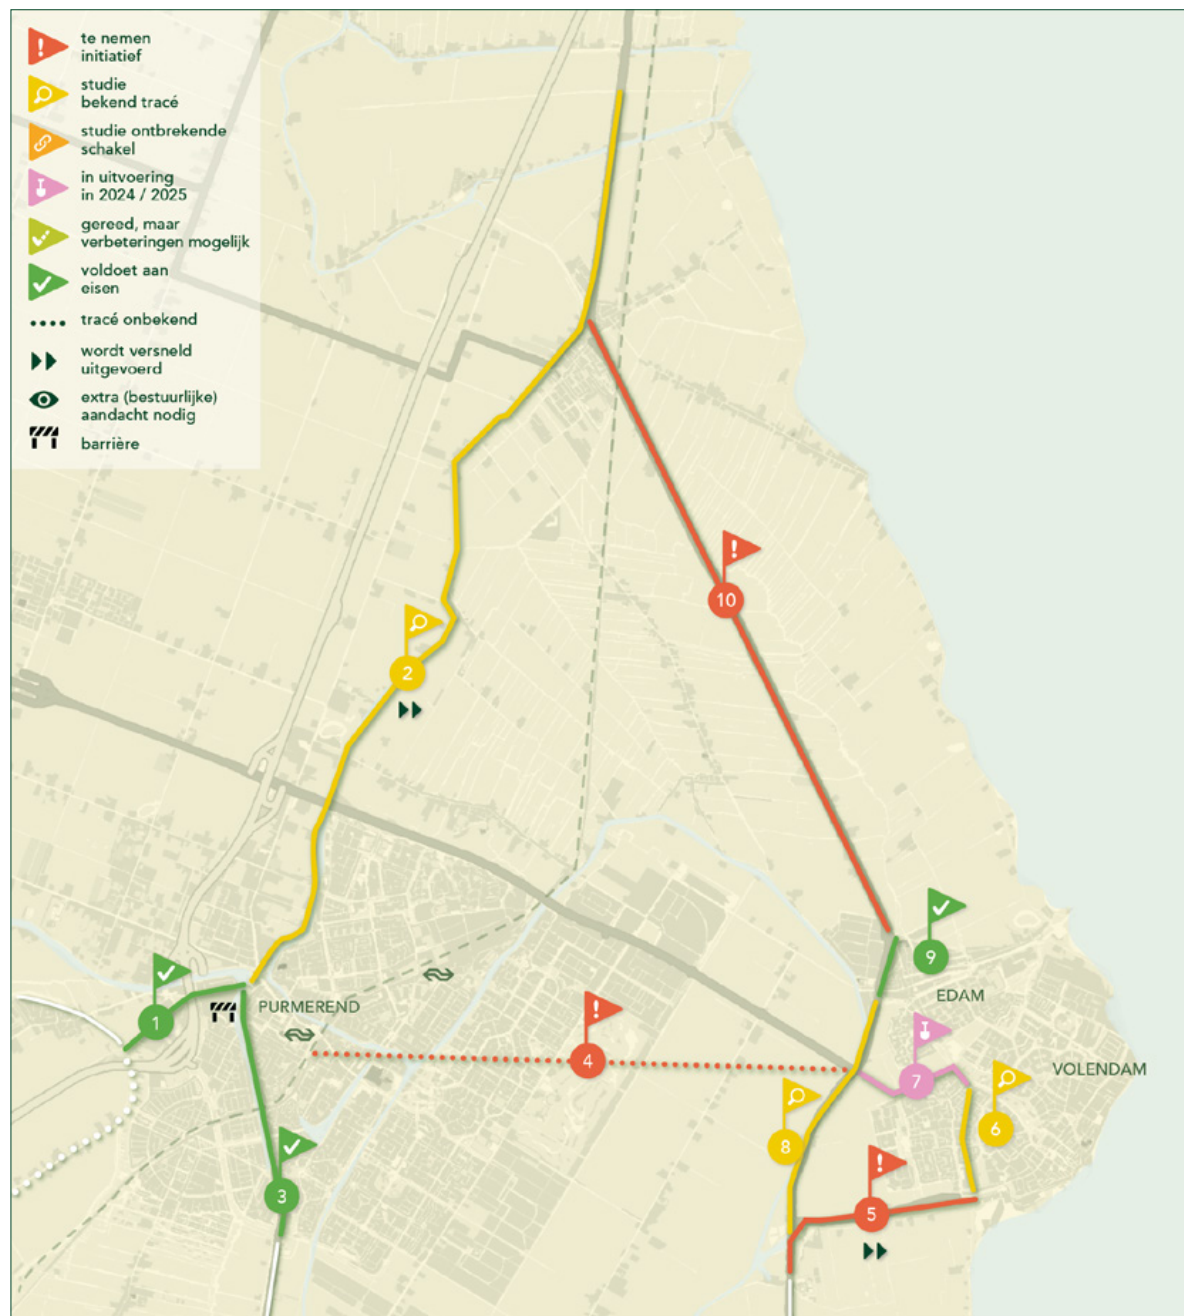 te nemen
initiatief
studie
bekend tracé
studie ontbrekende
schakel
in uitvoering
in 2024 / 2025
gereed, maar
verbeteringen mogelijk
voldoet aan
eisen
tracé onbekend
wordt versneld
uitgevoerd
extra (bestuurlijke)
aandacht nodig
barrière
!
10
2
9
EDAM
1
PURMEREND
!
4
7
VOLENDAM
6
8
!
3
5